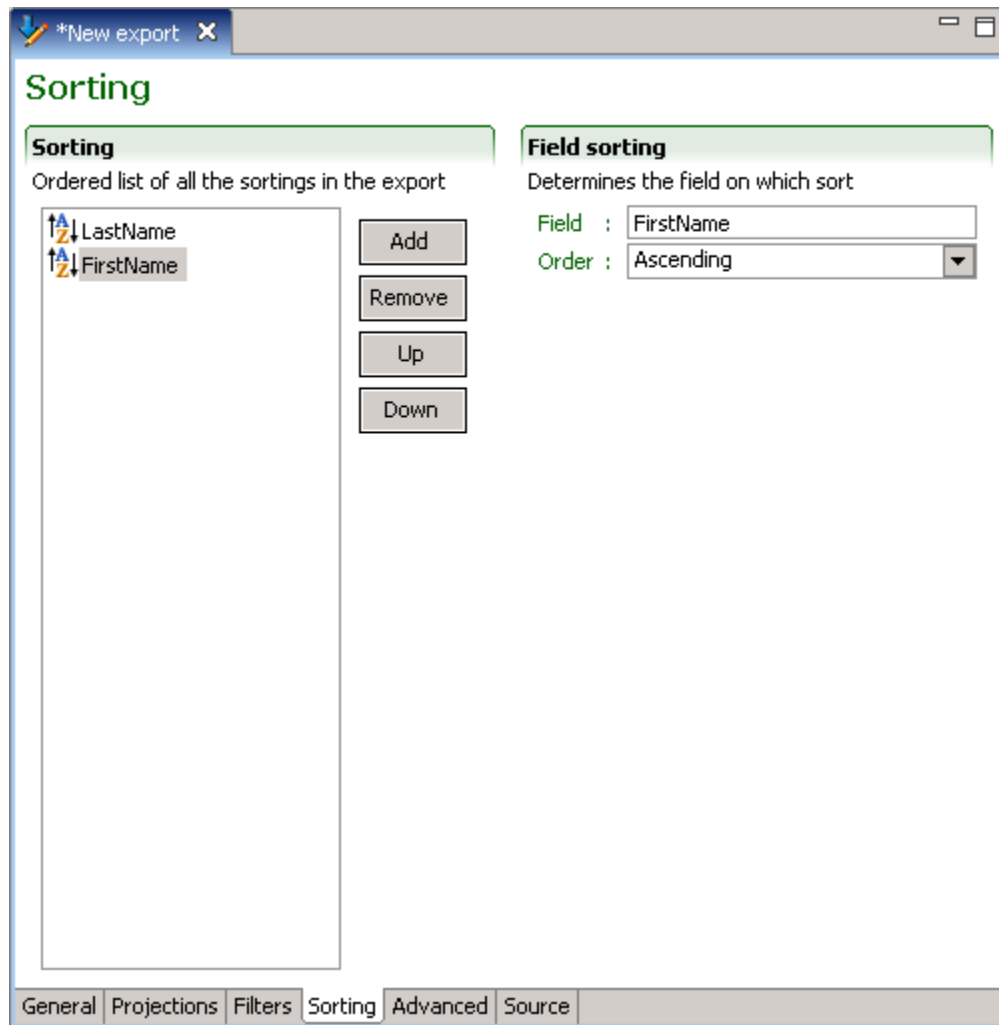 *New export
Sorting
Sorting
Ordered list of all the sortings in the export
LastName
FirstName
Add
Remove
Up
Down
Field sorting
Determines the field on which sort
Field : FirstName
Order : Ascending
General Projections Filters Sorting Advanced Source